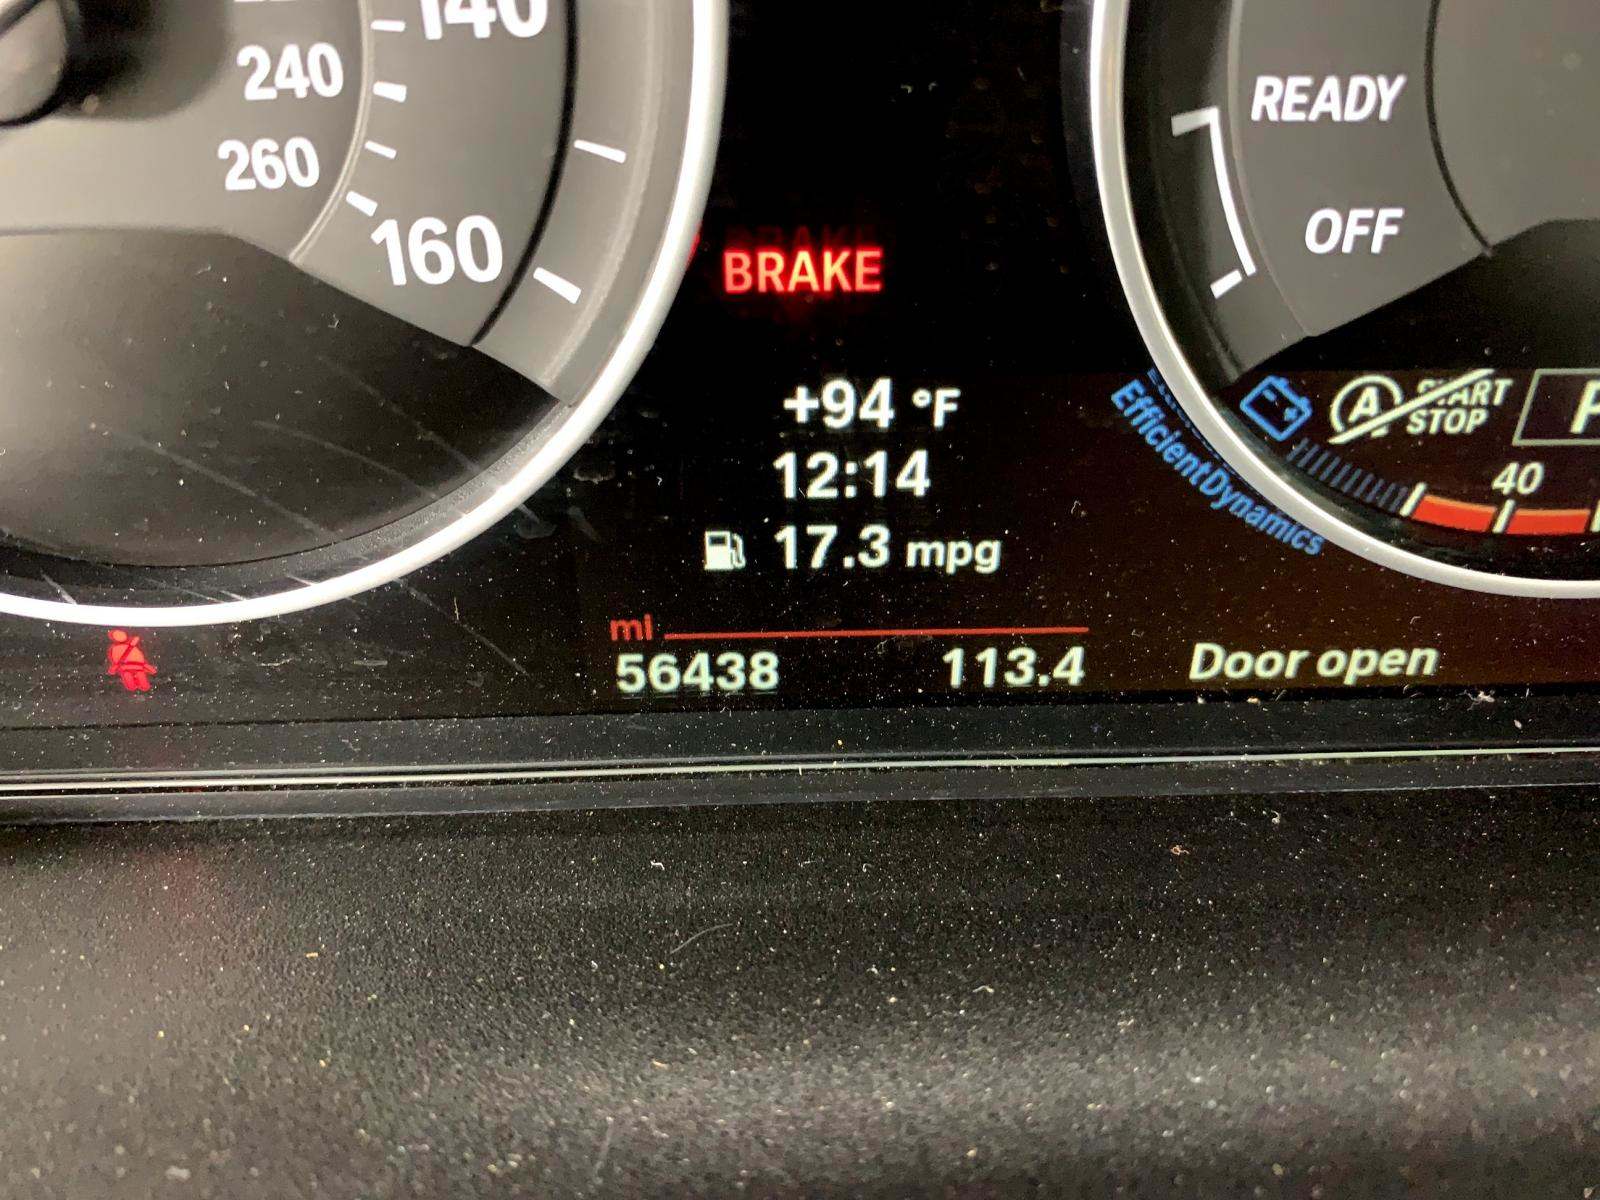 140
240
260
160
READY
OFF
BRAKE
+94 °F
12:14
17.3 mpg
EfficientDynamics
A START
STOP
40
mi
56438 113.4 Door open